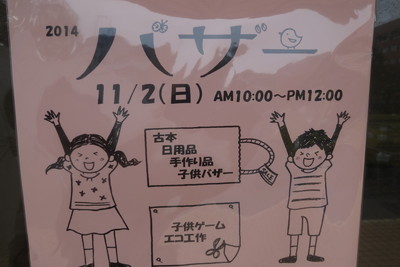 2014
バザー
11/2(日) AM10:00〜PM12:00
古本
日用品
手作り品
子供バザー
子供ゲーム
エコ工作